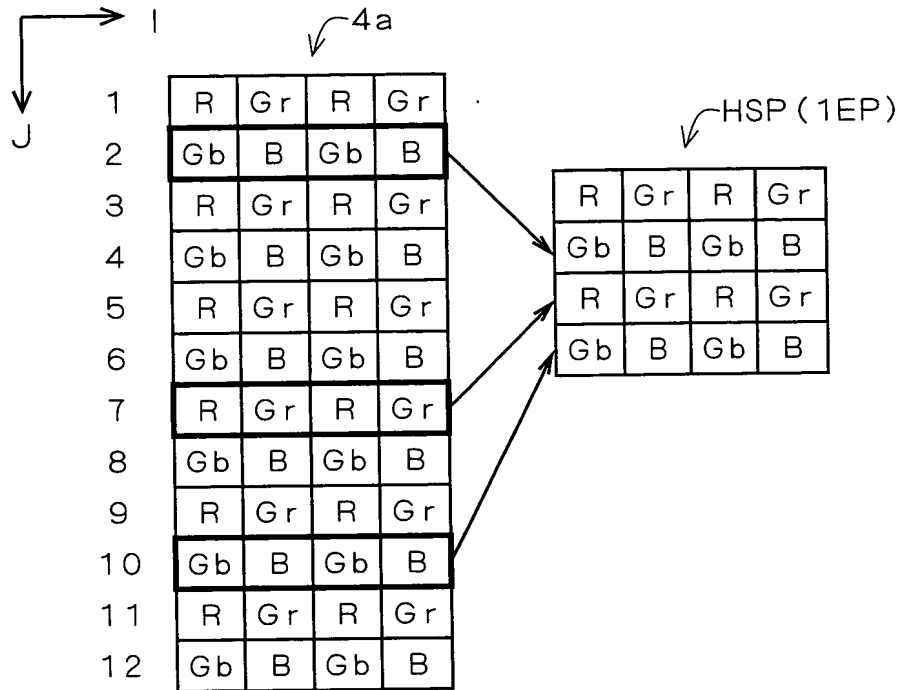 I
4a
J
1 R Gr R Gr
HSP (1EP)
2 Gb B Gb B
3 R Gr R Gr
4 Gb B Gb B
5 R Gr R Gr
6 Gb B Gb B
7 R Gr R Gr
8 Gb B Gb B
9 R Gr R Gr
10 Gb B Gb B
11 R Gr R Gr
12 Gb B Gb B
R Gr R Gr
Gb B Gb B
R Gr R Gr
Gb B Gb B